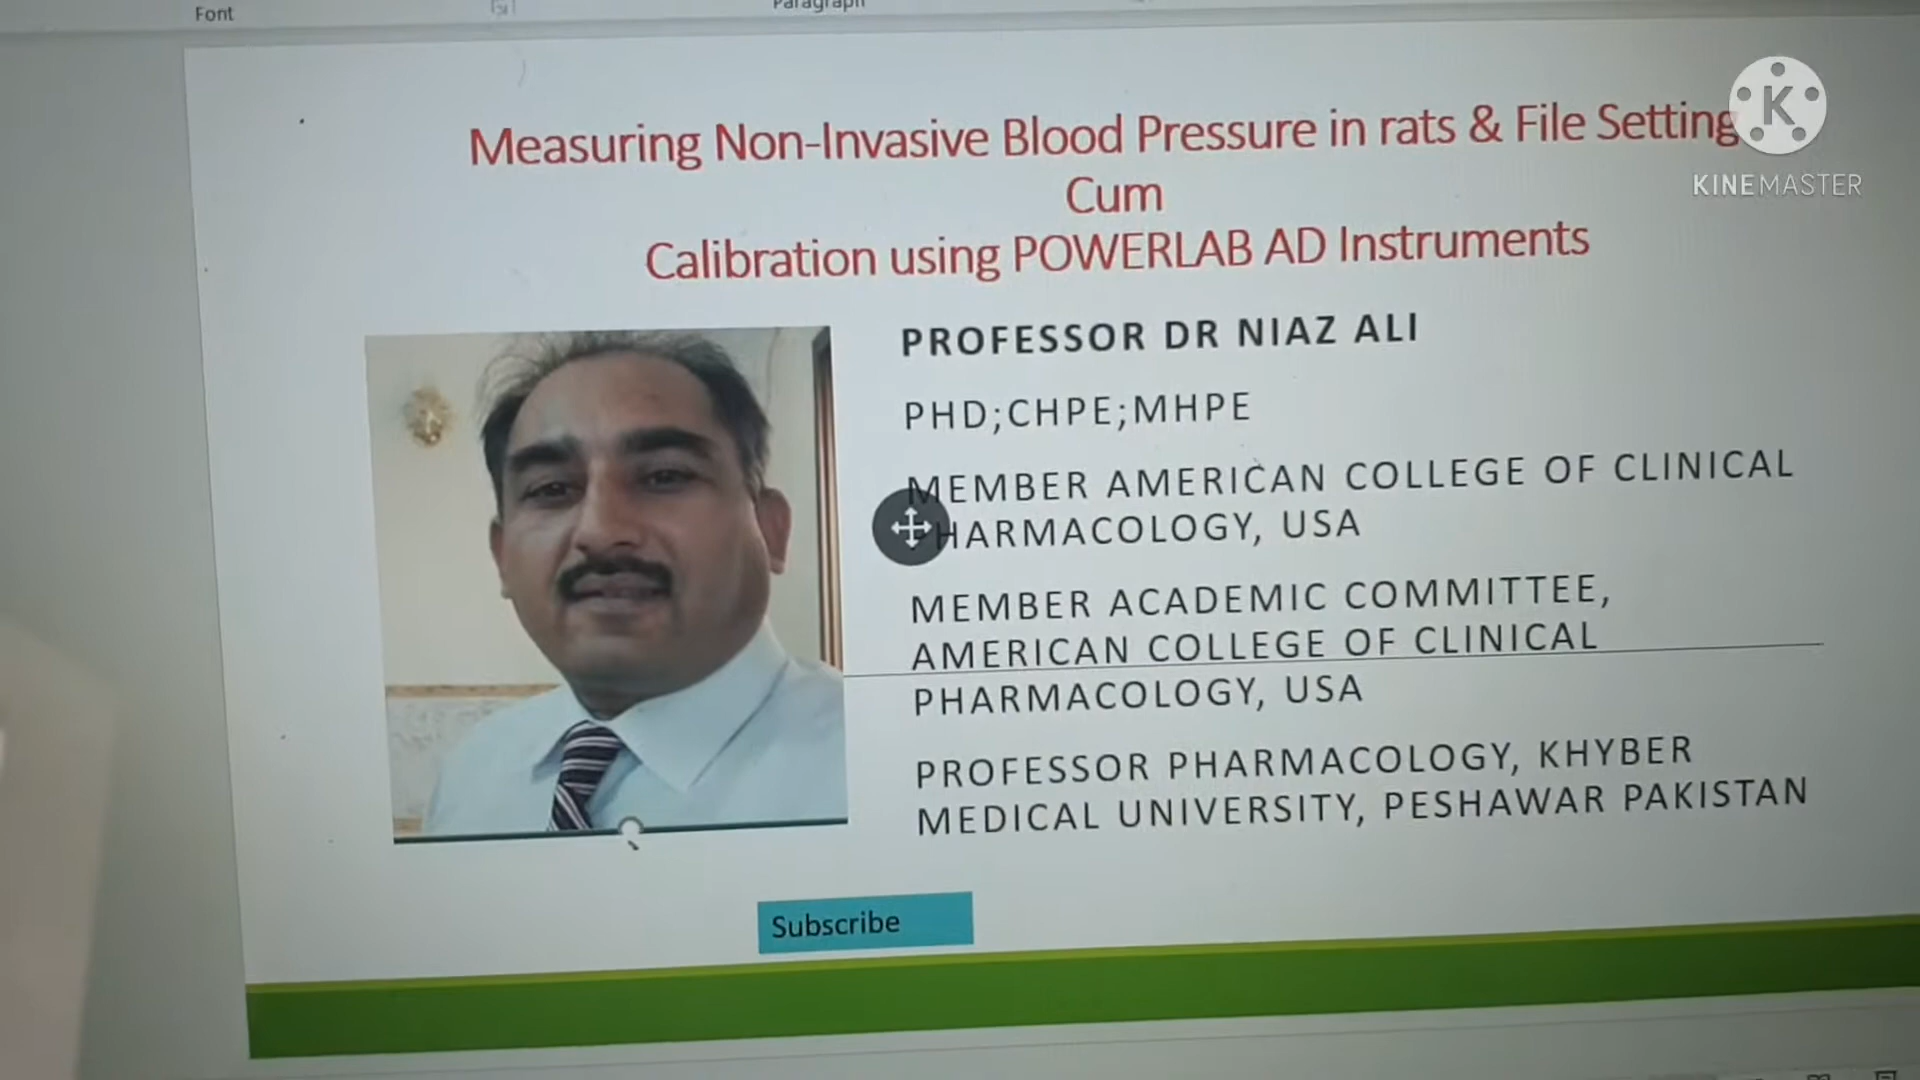 Font
Paragraph
Measuring Non-Invasive Blood Pressure in rats & File Setting
Cum
Calibration using POWERLAB AD Instruments
K
KINEMASTER
PROFESSOR DR NIAZ ALI
PHD;CHPE;MHPE
MEMBER AMERICAN COLLEGE OF CLINICAL
PHARMACOLOGY, USA
MEMBER ACADEMIC COMMITTEE,
AMERICAN COLLEGE OF CLINICAL
PHARMACOLOGY, USA
PROFESSOR PHARMACOLOGY, KHYBER
MEDICAL UNIVERSITY, PESHAWAR PAKISTAN
Subscribe